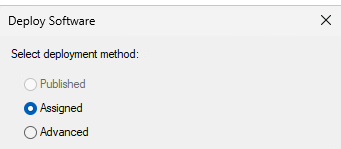 Deploy Software
Select deployment method:
Published
Assigned
Advanced